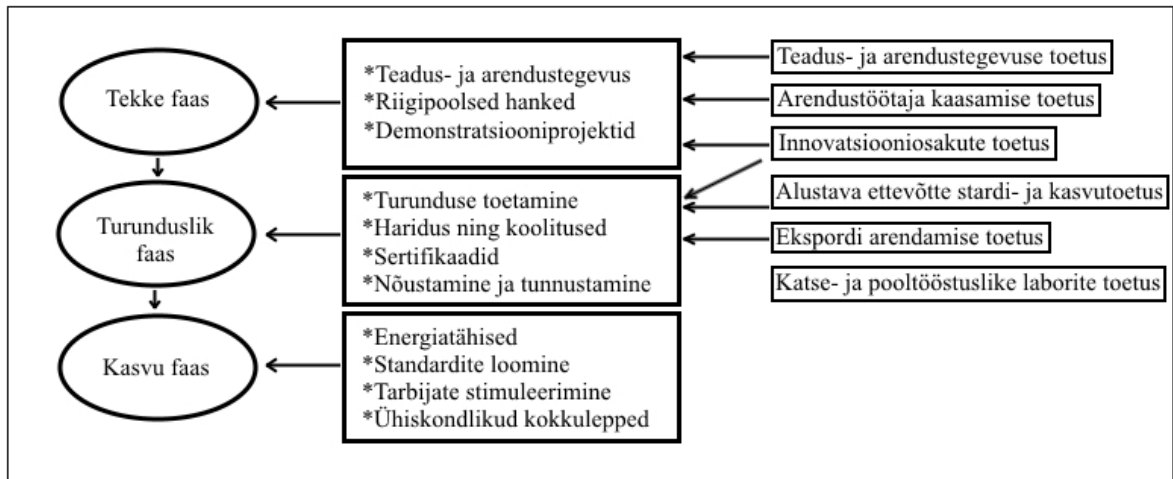 Tekke faas
*Teadus- ja arendustegevus
*Riigipoolsed hanked
*Demonstratsiooniprojektid
Teadus- ja arendustegevuse toetus
Arendustöötaja kaasamise toetus
Innovatsiooniosakute toetus
Turunduslik
faas
*Turunduse toetamine
*Haridus ning koolitused
*Sertifikaadid
*Nõustamine ja tunnustamine
Alustava ettevõtte stardi- ja kasvutoetus
Ekspordi arendamise toetus
Katse- ja pooltööstuslike laborite toetus
Kasvu faas
*Energiatähised
*Standardite loomine
*Tarbijate stimuleerimine
*Ühiskondlikud kokkulepped